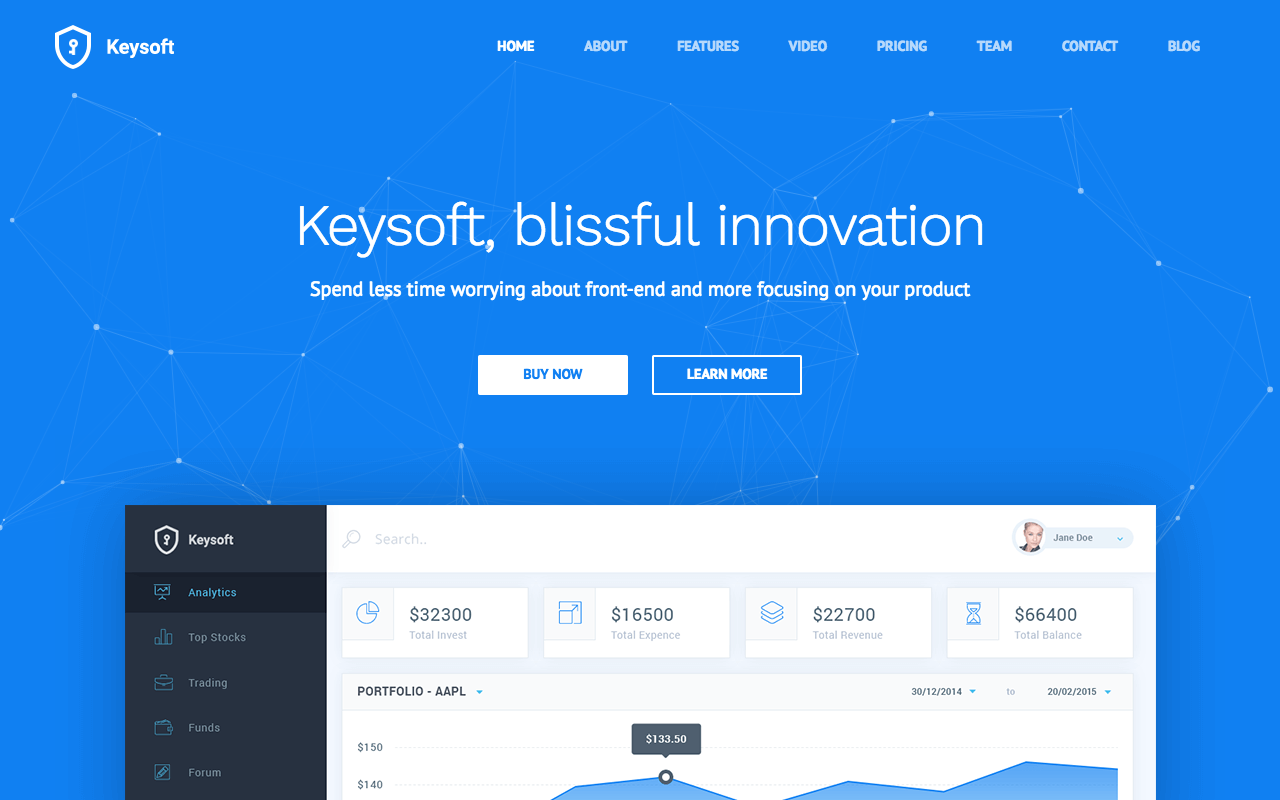 Keysoft
HOME ABOUT FEATURES VIDEO PRICING TEAM CONTACT BLOG
Keysoft, blissful innovation
Spend less time worrying about front-end and more focusing on your product
BUY NOW LEARN MORE
Keysoft
Search..
Jane Doe
Analytics
Top Stocks
Trading
Funds
Forum
$32300
Total Invest
$16500
Total Expence
$22700
Total Revenue
$66400
Total Balance
PORTFOLIO - AAPL
30/12/2014 to 20/02/2015
$133.50
$150
$140